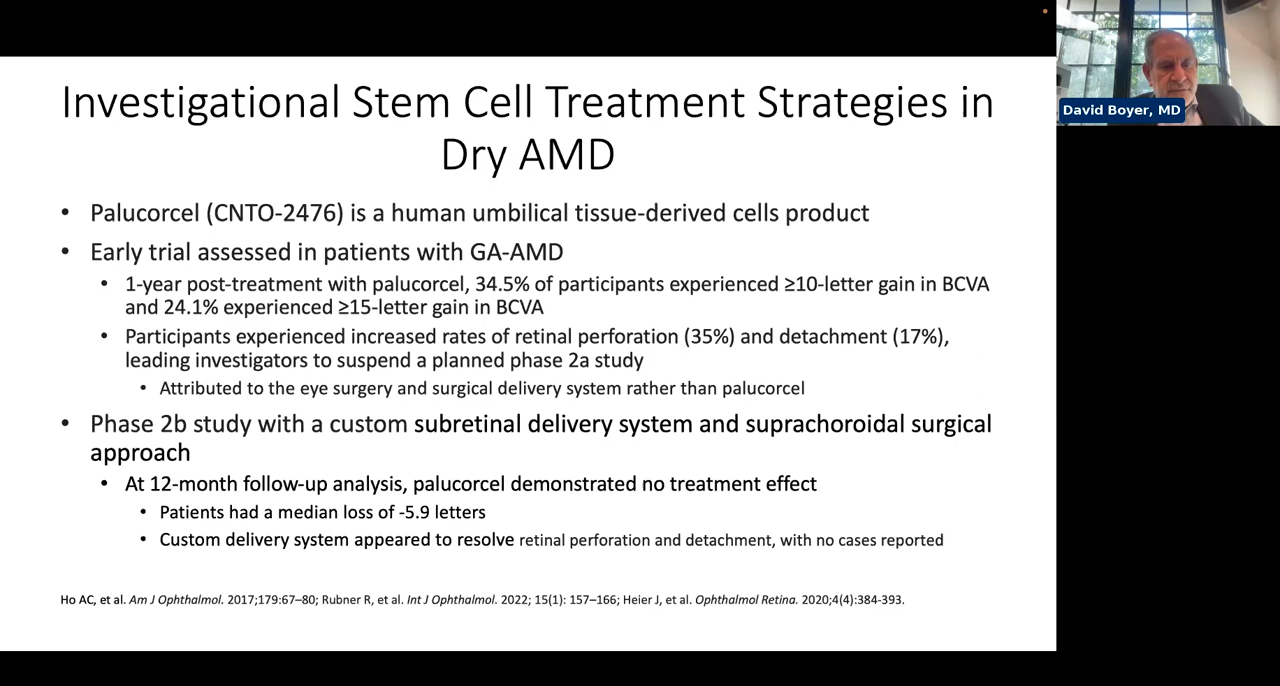 Investigational Stem Cell Treatment Strategies in
Dry AMD
• Palucorcel (CNTO-2476) is a human umbilical tissue-derived cells product
• Early trial assessed in patients with GA-AMD
• 1-year post-treatment with palucorcel, 34.5% of participants experienced ≥10-letter gain in BCVA
and 24.1% experienced ≥15-letter gain in BCVA
• Participants experienced increased rates of retinal perforation (35%) and detachment (17%),
leading investigators to suspend a planned phase 2a study
• Attributed to the eye surgery and surgical delivery system rather than palucorcel
• Phase 2b study with a custom subretinal delivery system and suprachoroidal surgical
approach
• At 12-month follow-up analysis, palucorcel demonstrated no treatment effect
• Patients had a median loss of -5.9 letters
• Custom delivery system appeared to resolve retinal perforation and detachment, with no cases reported
Ho AC, et al. Am J Ophthalmol. 2017;179:67–80; Rubner R, et al. Int J Ophthalmol. 2022; 15(1): 157–166; Heier J, et al. Ophthalmol Retina. 2020;4(4):384-393.
David Boyer, MD